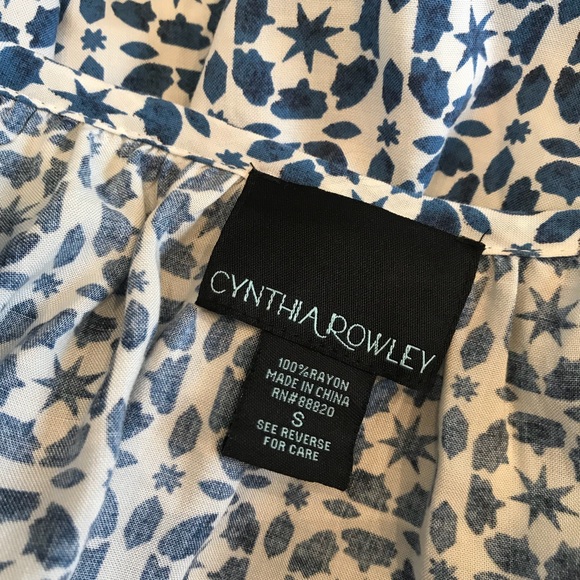 CYNTHIA ROWLEY
100% RAYON
MADE IN CHINA
RN#88820
S
SEE REVERSE
FOR CARE